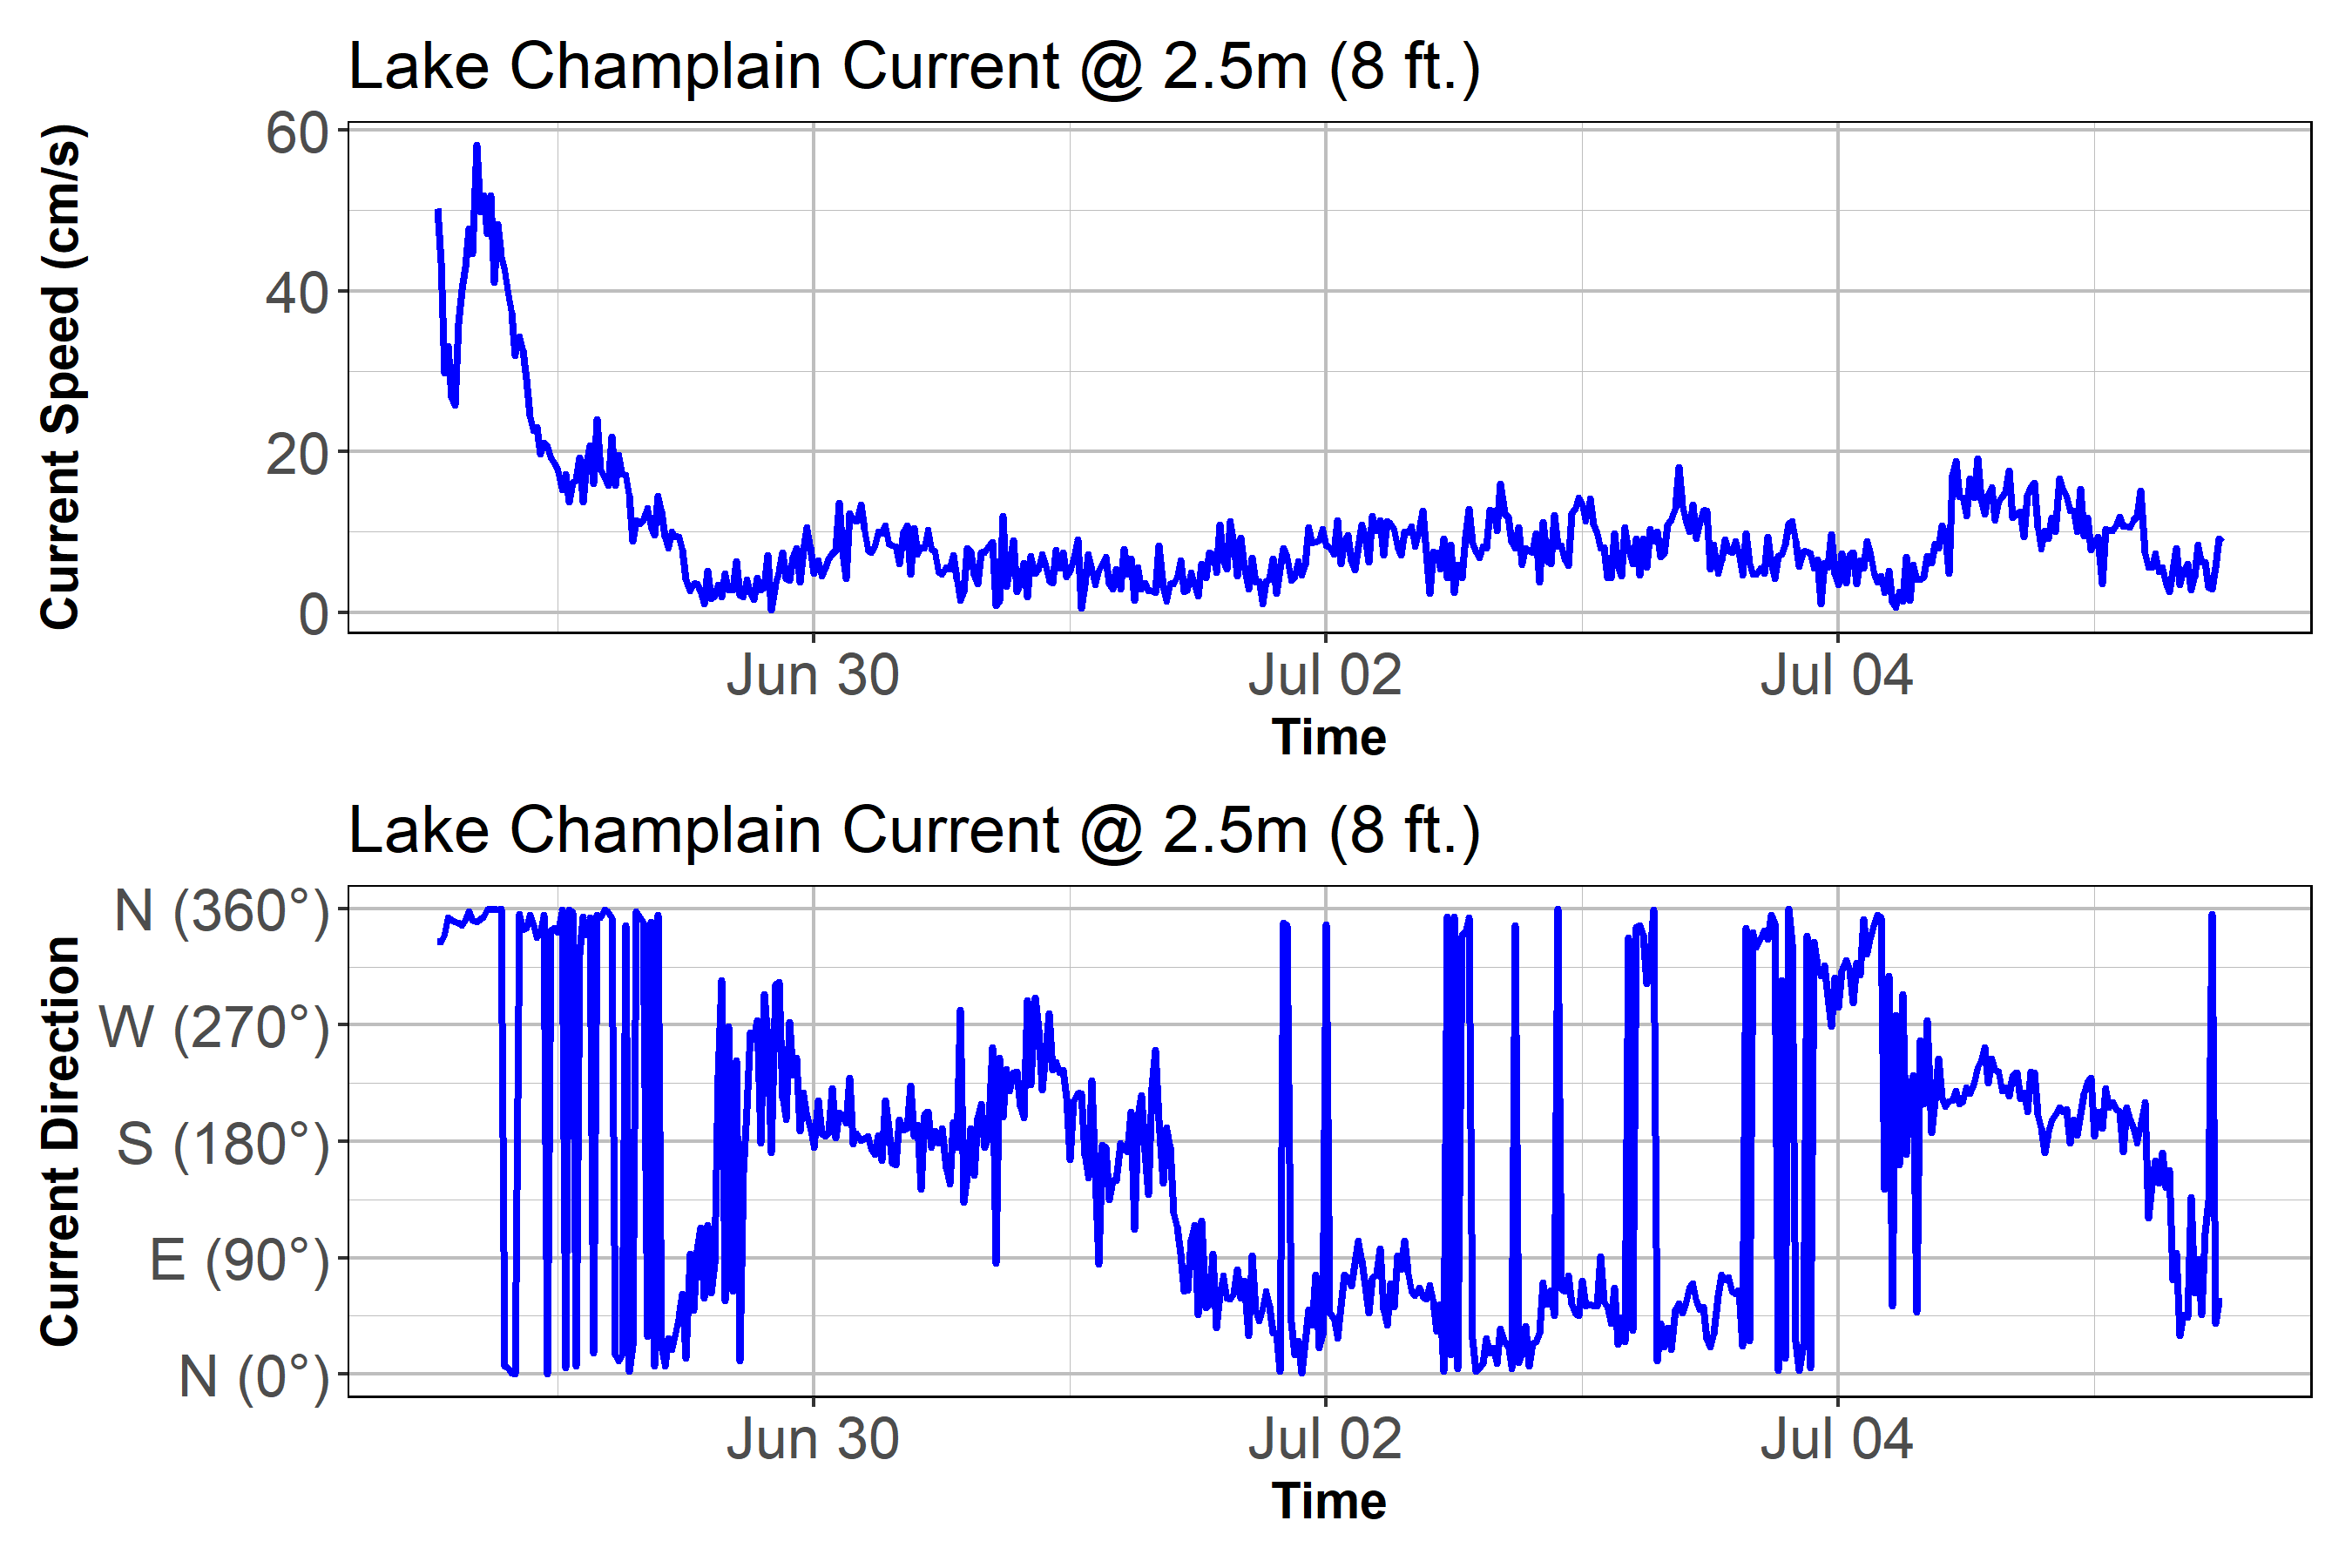 Lake Champlain Current @ 2.5m (8 ft.)
Current Speed (cm/s)
60
40
20
0
Jun 30 Jul 02 Jul 04
Time
Lake Champlain Current @ 2.5m (8 ft.)
Current Direction
N (360°)
W (270°)
S (180°)
E (90°)
N (0°)
Jun 30 Jul 02 Jul 04
Time